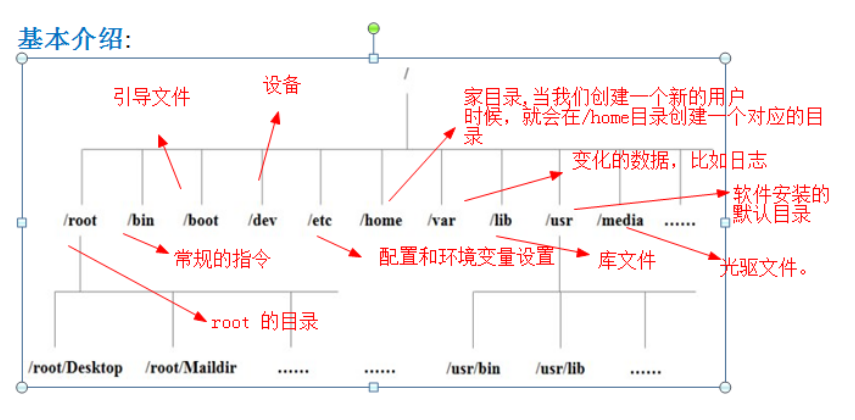 基本介绍:
/
设备
引导文件
家目录,当我们创建一个新的用户
时候，就会在/home目录创建一个对应的目
录
变化的数据，比如日志
软件安装的
默认目录
/root /bin /boot /dev /etc /home /var /lib /usr /media ……
常规的指令
配置和环境变量设置
库文件
光驱文件。
root 的目录
/root/Desktop /root/Maildir …… …… /usr/bin /usr/lib ……